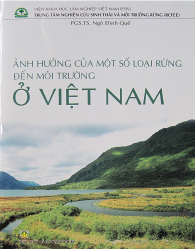 VIỆN KHOA HỌC LÂM NGHIỆP VIỆT NAM (FSIV)
TRUNG TÂM NGHIÊN CỨU SINH THÁI VÀ MÔI TRƯỜNG RỪNG (RCFEE)
PGS.TS. Ngô Đình Quế
ẢNH HƯỞNG CỦA MỘT SỐ LOẠI RỪNG
ĐẾN MÔI TRƯỜNG
Ở VIỆT NAM